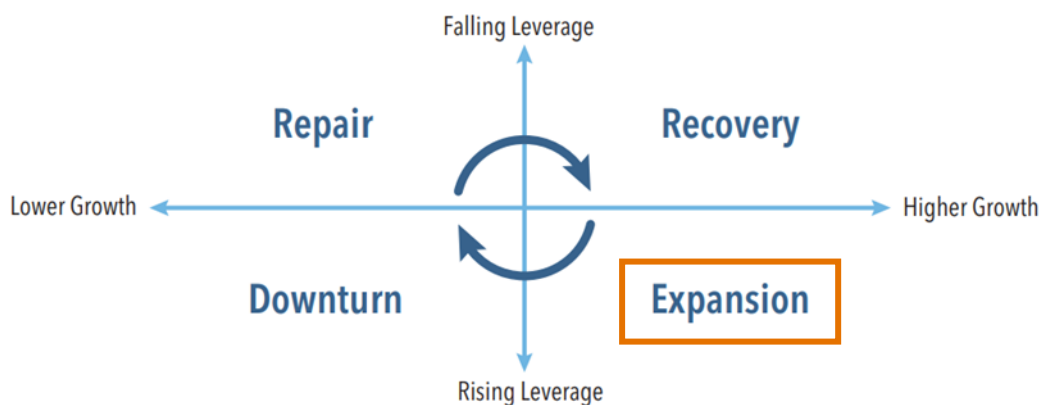 Falling Leverage
Repair
Recovery
Lower Growth
Higher Growth
Downturn
Expansion
Rising Leverage